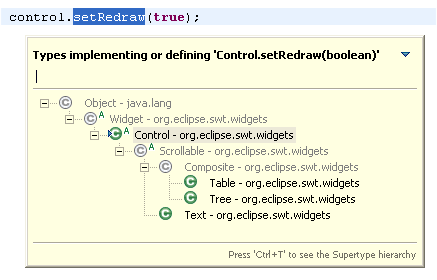 control.setRedraw(true);
Types implementing or defining 'Control.setRedraw(boolean)'
Object - java.lang
Widget - org.eclipse.swt.widgets
Control - org.eclipse.swt.widgets
Scrollable - org.eclipse.swt.widgets
Composite - org.eclipse.swt.widgets
Table - org.eclipse.swt.widgets
Tree - org.eclipse.swt.widgets
Text - org.eclipse.swt.widgets
Press 'Ctrl+T' to see the Supertype hierarchy